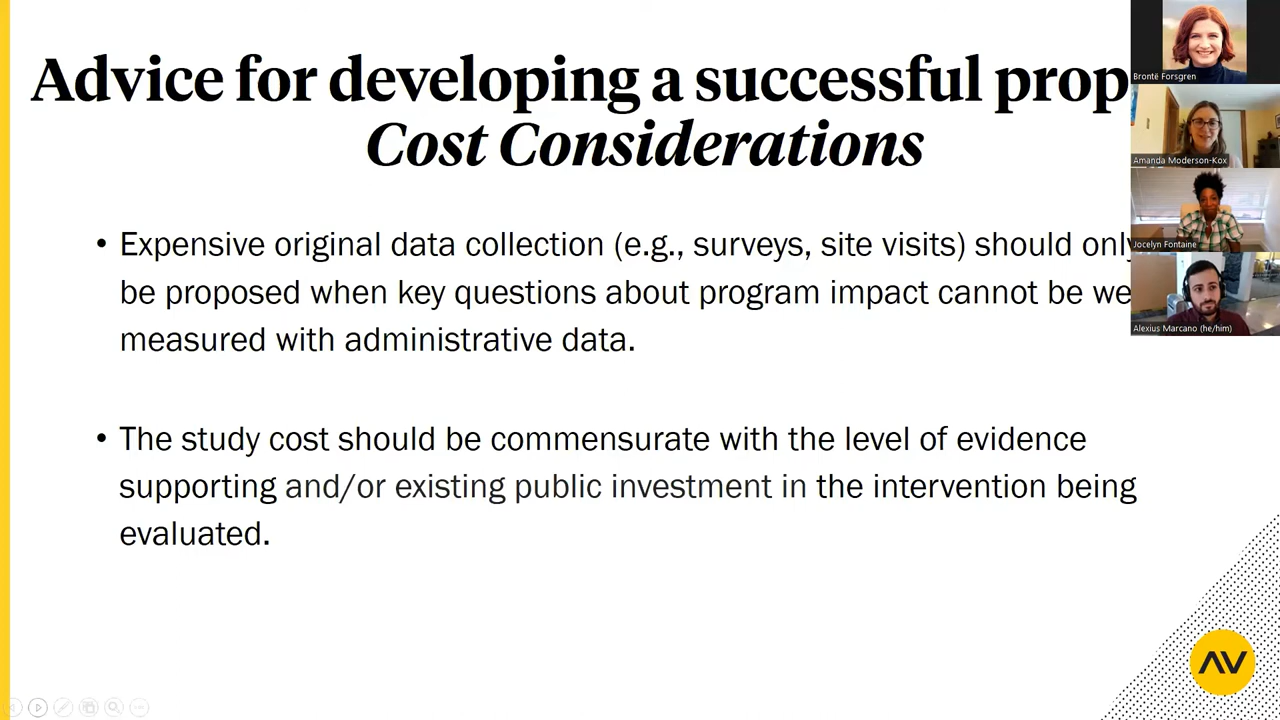 Advice for developing a successful prop
Cost Considerations
• Expensive original data collection (e.g., surveys, site visits) should only
be proposed when key questions about program impact cannot be we
measured with administrative data.
• The study cost should be commensurate with the level of evidence
supporting and/or existing public investment in the intervention being
evaluated.
Brontë Forsgren
Amanda Moderson-Kox
Jocelyn Fontaine
Alexius Marcano (he/him)
AV